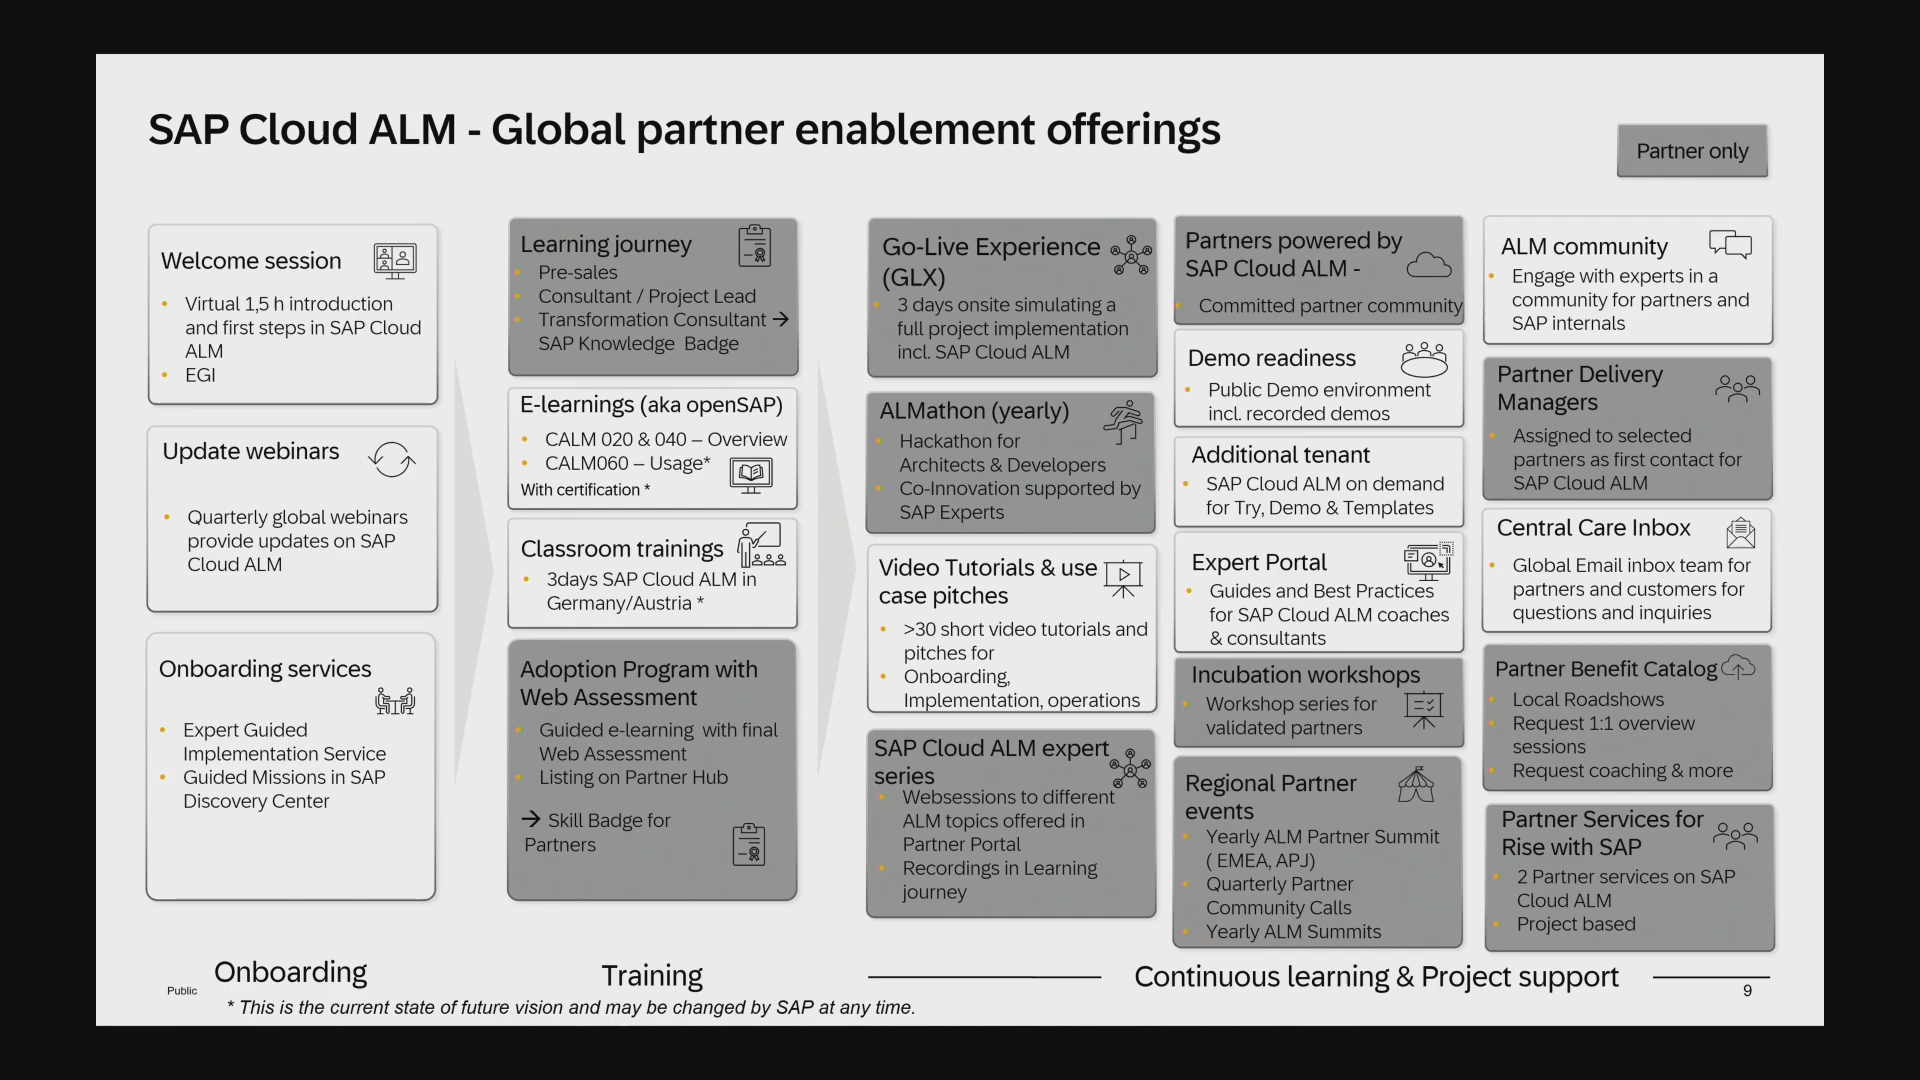 SAP Cloud ALM - Global partner enablement offerings
Partner only
Welcome session
• Virtual 1,5 h introduction
and first steps in SAP Cloud
ALM
• EGI
Update webinars
• Quarterly global webinars
provide updates on SAP
Cloud ALM
Onboarding services
• Expert Guided
Implementation Service
• Guided Missions in SAP
Discovery Center
Onboarding
Learning journey
• Pre-sales
• Consultant / Project Lead
• Transformation Consultant →
SAP Knowledge Badge
E-learnings (aka openSAP)
• CALM 020 & 040 – Overview
• CALM060 – Usage*
With certification *
Classroom trainings
• 3days SAP Cloud ALM in
Germany/Austria *
Adoption Program with
Web Assessment
• Guided e-learning with final
Web Assessment
• Listing on Partner Hub
→ Skill Badge for
Partners
Training
Go-Live Experience
(GLX)
• 3 days onsite simulating a
full project implementation
incl. SAP Cloud ALM
ALMathon (yearly)
• Hackathon for
Architects & Developers
• Co-Innovation supported by
SAP Experts
Video Tutorials & use
case pitches
• >30 short video tutorials and
pitches for
• Onboarding,
Implementation, operations
SAP Cloud ALM expert
series
• Websessions to different
ALM topics offered in
Partner Portal
• Recordings in Learning
journey
Partners powered by
SAP Cloud ALM -
• Committed partner community
Demo readiness
• Public Demo environment
incl. recorded demos
Additional tenant
• SAP Cloud ALM on demand
for Try, Demo & Templates
Expert Portal
• Guides and Best Practices
for SAP Cloud ALM coaches
& consultants
Incubation workshops
• Workshop series for
validated partners
Regional Partner
events
• Yearly ALM Partner Summit
( EMEA, APJ)
• Quarterly Partner
Community Calls
• Yearly ALM Summits
ALM community
• Engage with experts in a
community for partners and
SAP internals
Partner Delivery
Managers
• Assigned to selected
partners as first contact for
SAP Cloud ALM
Central Care Inbox
• Global Email inbox team for
partners and customers for
questions and inquiries
Partner Benefit Catalog
• Local Roadshows
• Request 1:1 overview
sessions
• Request coaching & more
Partner Services for
Rise with SAP
• 2 Partner services on SAP
Cloud ALM
• Project based
Continuous learning & Project support
Public
* This is the current state of future vision and may be changed by SAP at any time.
9